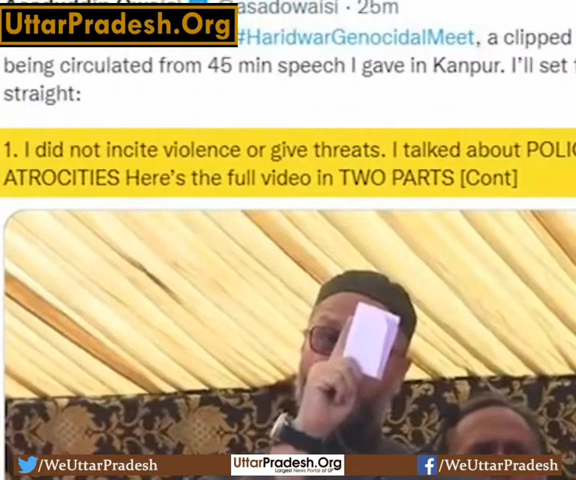 @asadowaisi · 25m
UttarPradesh.Org
#HaridwarGenocidalMeet, a clipped
being circulated from 45 min speech I gave in Kanpur. I'll set
straight:
1. I did not incite violence or give threats. I talked about POLI
ATROCITIES Here's the full video in TWO PARTS [Cont]
/WeUttarPradesh
UttarPradesh.Org
Largest News Portal of UP
/WeUttarPradesh